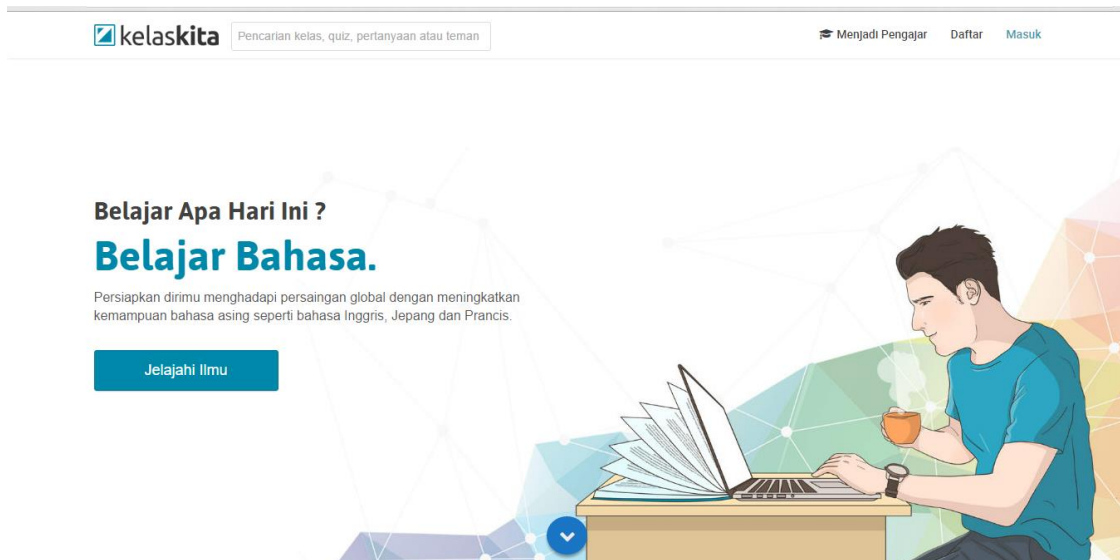 kelaskita
Pencarian kelas, quiz, pertanyaan atau teman
Menjadi Pengajar
Daftar
Masuk
Belajar Apa Hari Ini ?
Belajar Bahasa.
Persiapkan dirimu menghadapi persaingan global dengan meningkatkan
kemampuan bahasa asing seperti bahasa Inggris, Jepang dan Prancis.
Jelajahi Ilmu